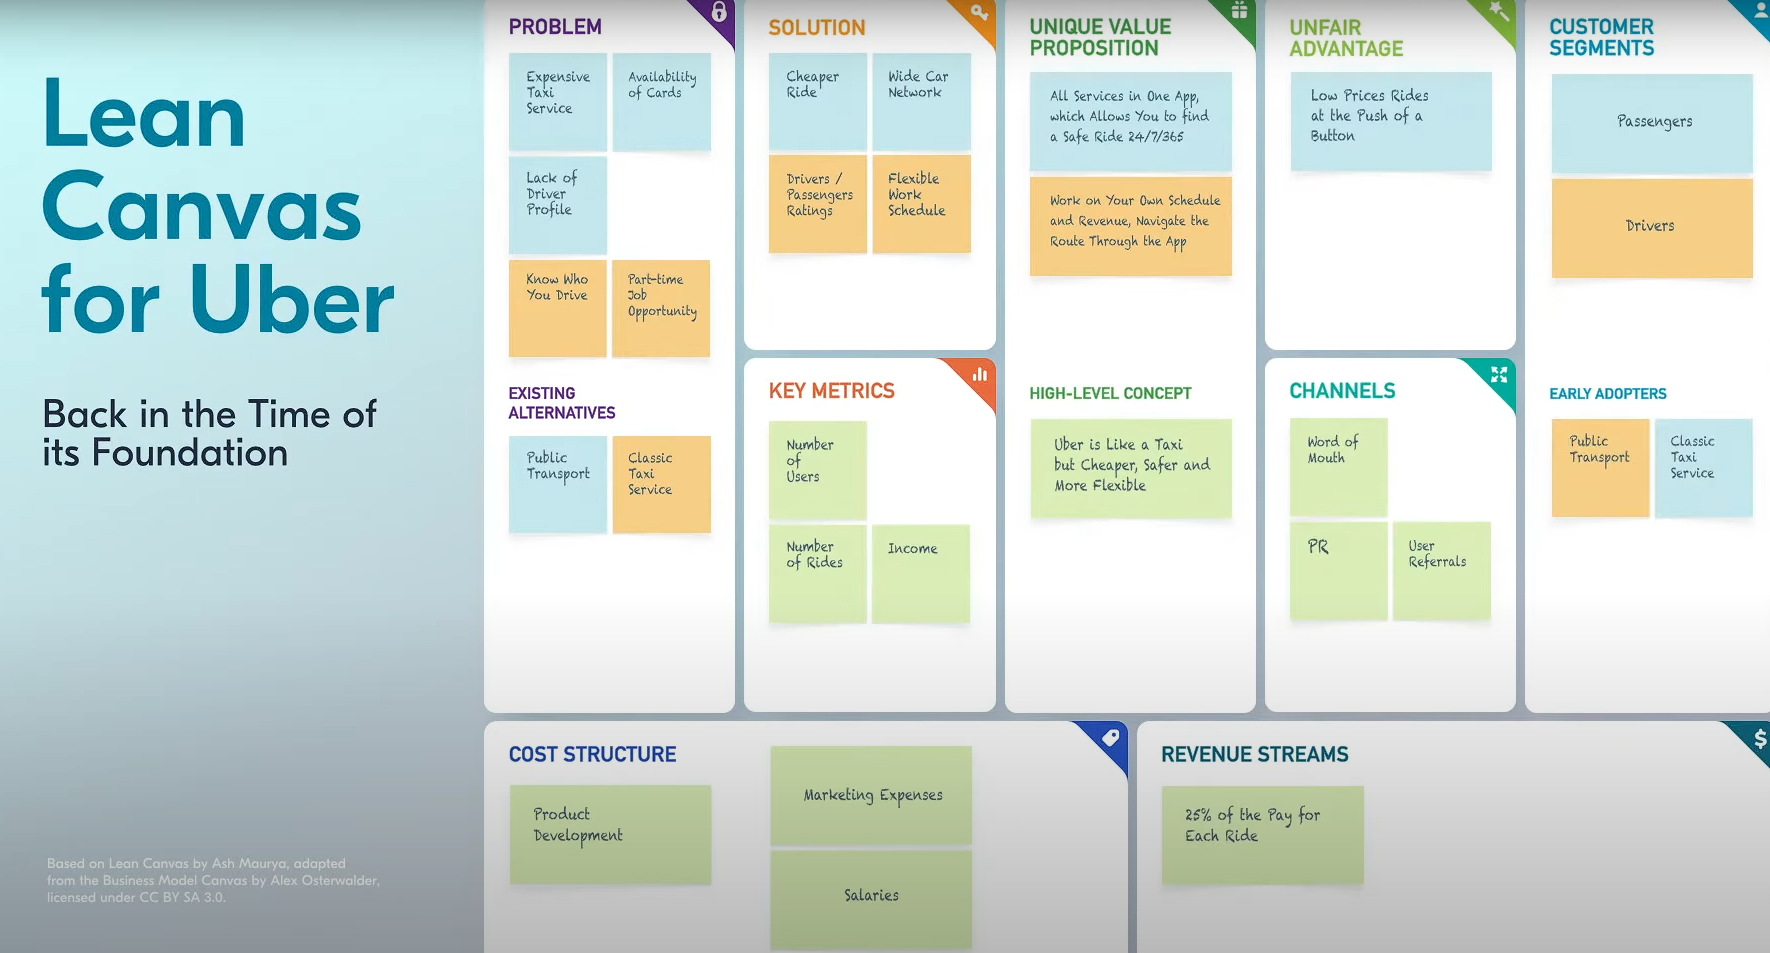 Lean
Canvas
for Uber
Back in the Time of
its Foundation
Based on Lean Canvas by Ash Maurya, adapted
from the Business Model Canvas by Alex Osterwalder,
licensed under CC BY SA 3.0.
PROBLEM
Expensive
Taxi
Service
Availability
of Cards
Lack of
Driver
Profile
Know Who
You Drive
Part-time
Job
Opportunity
EXISTING
ALTERNATIVES
Public
Transport
Classic
Taxi
Service
SOLUTION
Cheaper
Ride
Wide Car
Network
Drivers /
Passengers
Ratings
Flexible
Work
Schedule
KEY METRICS
Number
of
Users
Number
of Rides
Income
UNIQUE VALUE
PROPOSITION
All Services in One App,
which Allows You to find
a Safe Ride 24/7/365
Work on Your Own Schedule
and Revenue, Navigate the
Route Through the App
HIGH-LEVEL CONCEPT
Uber is Like a Taxi
but Cheaper, Safer and
More Flexible
UNFAIR
ADVANTAGE
Low Prices Rides
at the Push of a
Button
CHANNELS
Word of
Mouth
PR
User
Referrals
CUSTOMER
SEGMENTS
Passengers
Drivers
EARLY ADOPTERS
Public
Transport
Classic
Taxi
Service
COST STRUCTURE
Product
Development
Marketing Expenses
Salaries
REVENUE STREAMS
$
25% of the Pay for
Each Ride